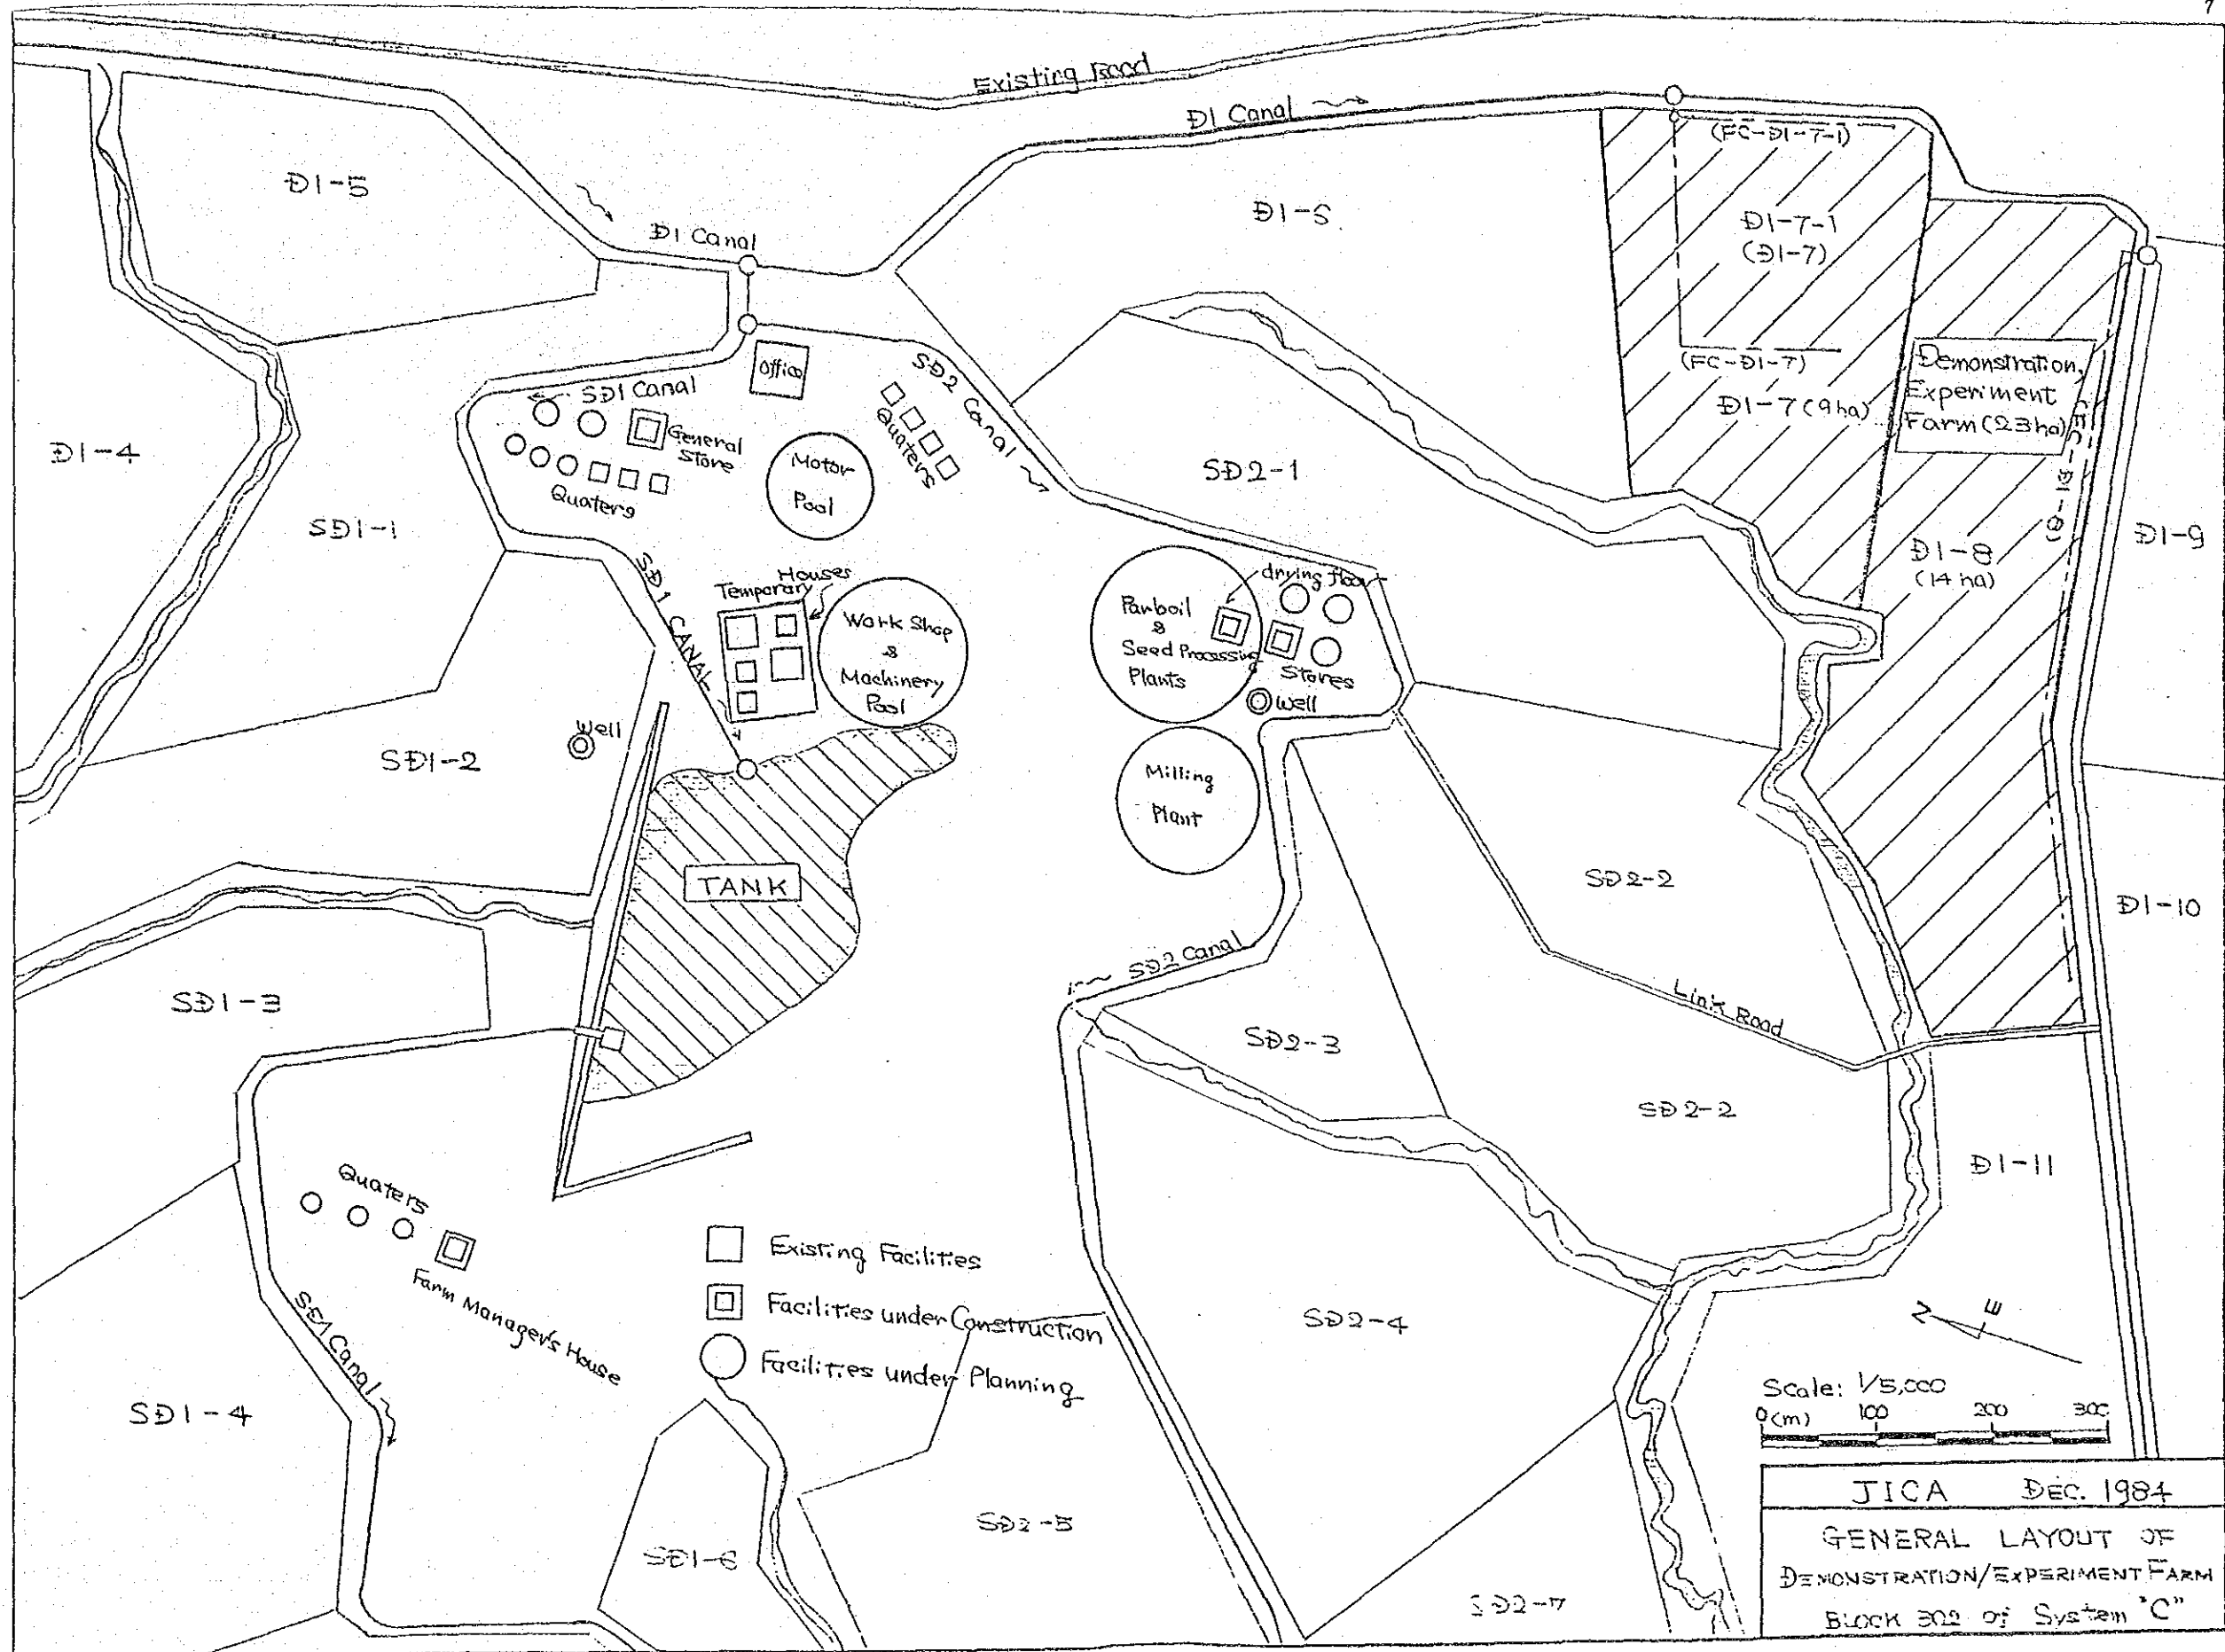 7
Existing Road
D1 Canal
(FC-D1-7-1)
D1-5
D1-7-1
(D1-7)
D1-6
D1 Canal
Office
SD2 Canal
(FC-D1-7)
Demonstration,
Experiment
Farm (23ha)
SD1 Canal
General
Store
Quaters
D1-7 (9ha)
D1-4
Motor
Pool
SD2-1
Quaters
(FC-D1-8)
SD1-1
D1-8
(14 ha)
D1-9
SD1 CANAL
Temporary Houses
drying floor
Parboil
&
Seed Processing
Plants
Work Shop
&
Machinery
Pool
Stores
Well
Well
SD1-2
Milling
Plant
TANK
SD2-2
D1-10
SD2 Canal
SD1-3
Link Road
SD2-3
SD2-2
D1-11
Quaters
Farm Manager's House
Existing Facilities
Facilities under Construction
Facilities under Planning
SD1 Canal
SD2-4
N E
SD1-4
Scale: 1/5,000
0 (m) 100 200 300
SD2-5
SD1-6
SD2-7
JICA DEC. 1984
GENERAL LAYOUT OF
DEMONSTRATION/EXPERIMENT FARM
BLOCK 302 of System "C"